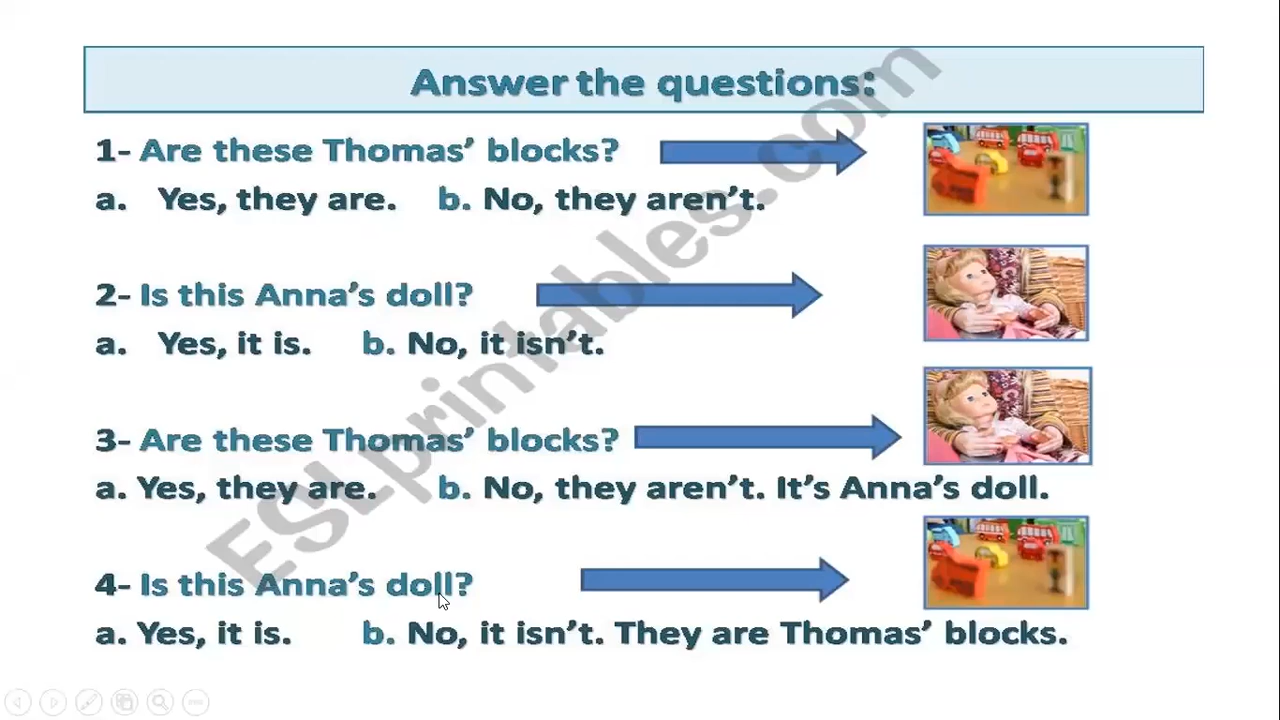 Answer the questions:
1- Are these Thomas’ blocks?
a. Yes, they are. b. No, they aren’t.
2- Is this Anna’s doll?
a. Yes, it is. b. No, it isn’t.
3- Are these Thomas’ blocks?
a. Yes, they are. b. No, they aren’t. It’s Anna’s doll.
4- Is this Anna’s doll?
a. Yes, it is. b. No, it isn’t. They are Thomas’ blocks.
ESLprintables.com